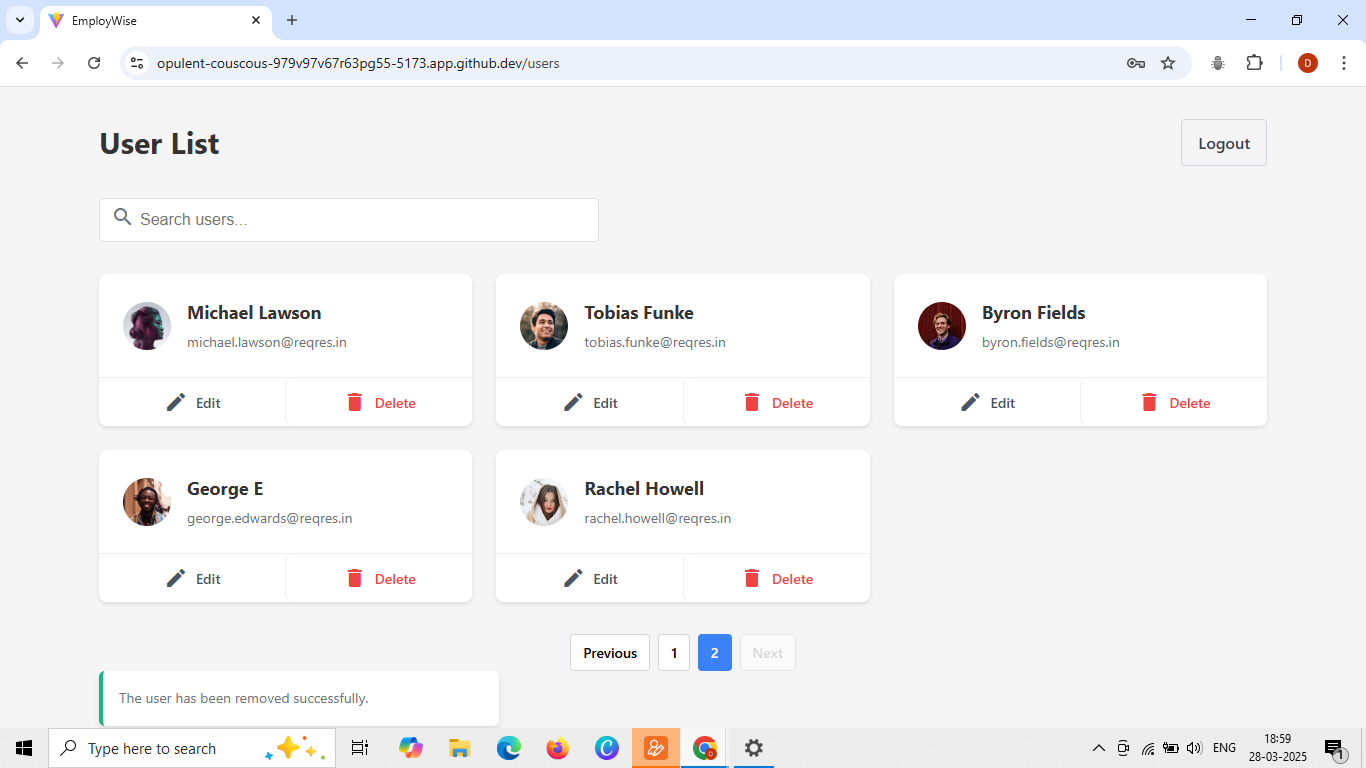 EmployWise
opulent-couscous-979v97v67r63pg55-5173.app.github.dev/users
D
User List
Logout
Search users...
Michael Lawson
michael.lawson@reqres.in
Edit
Delete
Tobias Funke
tobias.funke@reqres.in
Edit
Delete
Byron Fields
byron.fields@reqres.in
Edit
Delete
George E
george.edwards@reqres.in
Edit
Delete
Rachel Howell
rachel.howell@reqres.in
Edit
Delete
Previous
1
2
Next
The user has been removed successfully.
Type here to search
D
ENG
18:59
28-03-2025
1